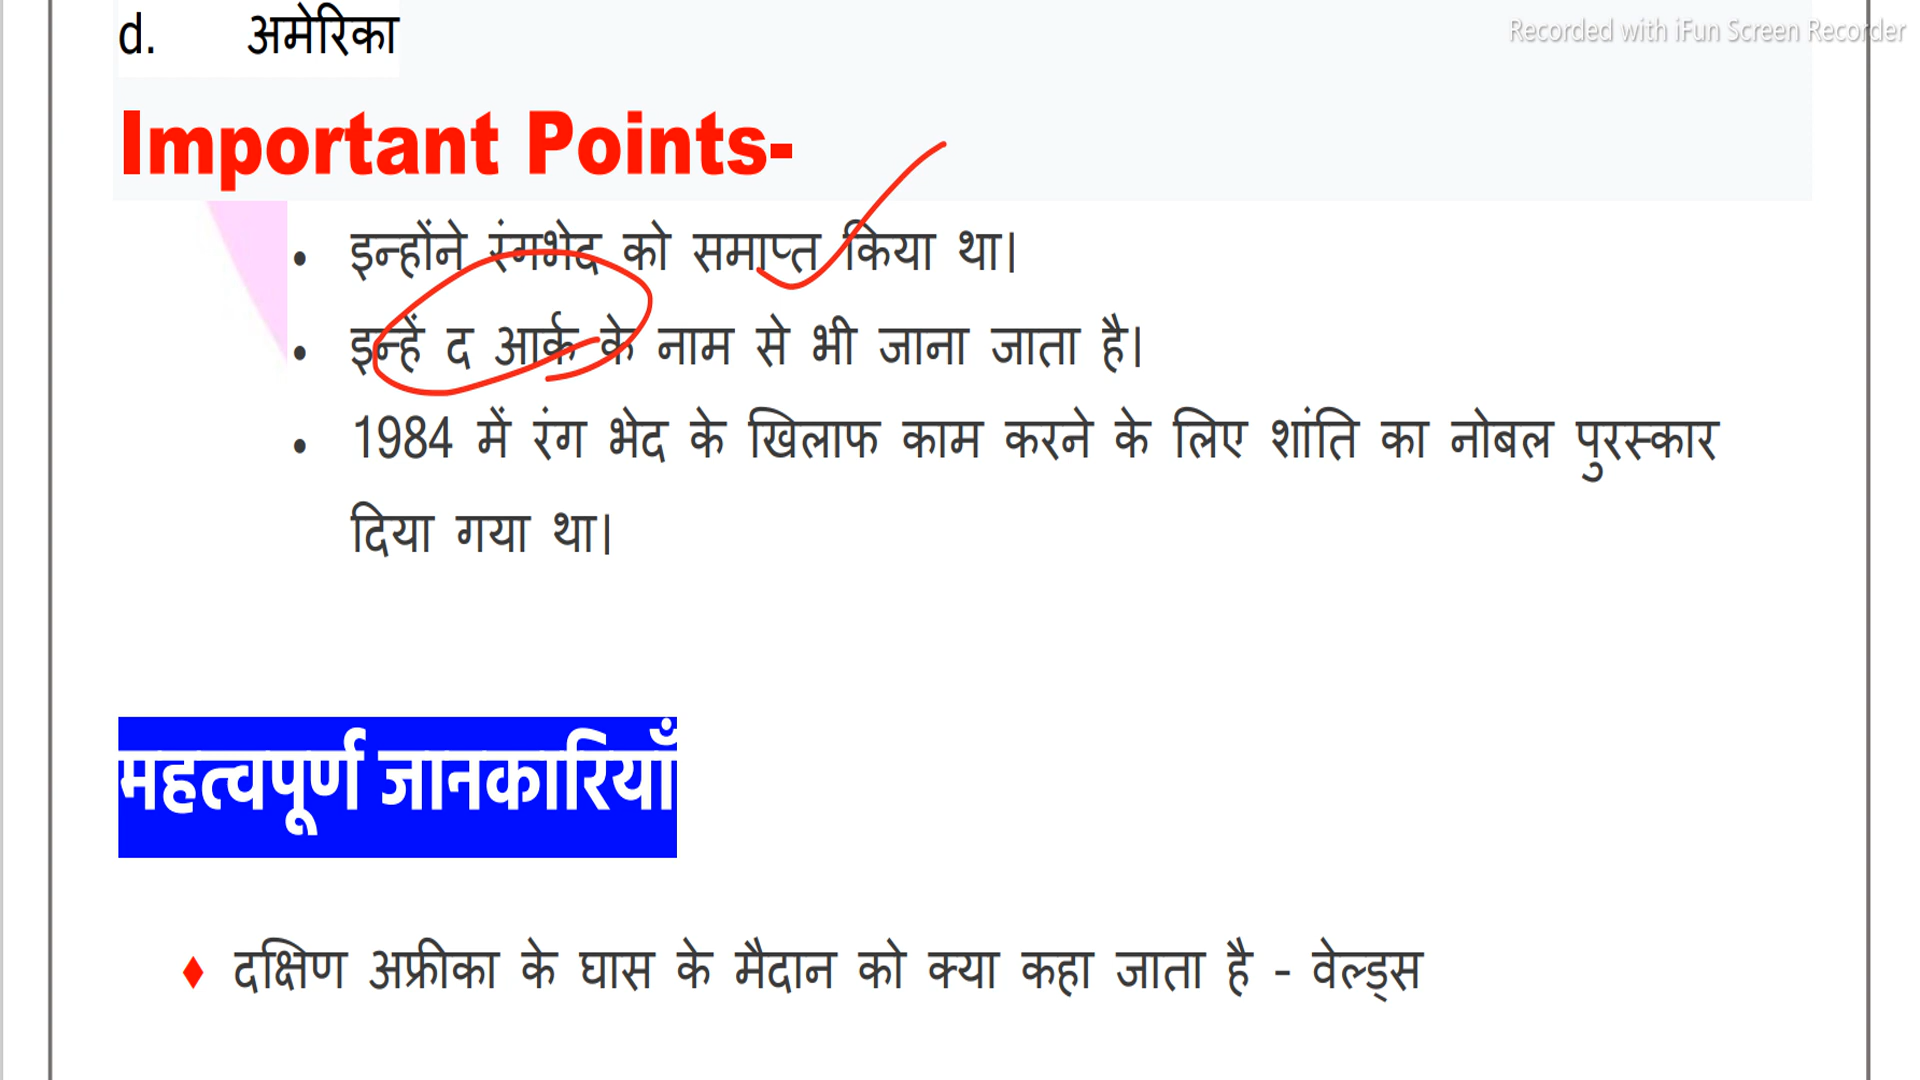 d. अमेरिका
Recorded with iFun Screen Recorder
Important Points-
• इन्होंने रंगभेद को समाप्त किया था।
• इन्हें द आर्क के नाम से भी जाना जाता है।
• 1984 में रंग भेद के खिलाफ काम करने के लिए शांति का नोबल पुरस्कार
दिया गया था।
महत्वपूर्ण जानकारियाँ
♦ दक्षिण अफ्रीका के घास के मैदान को क्या कहा जाता है - वेल्ड्स